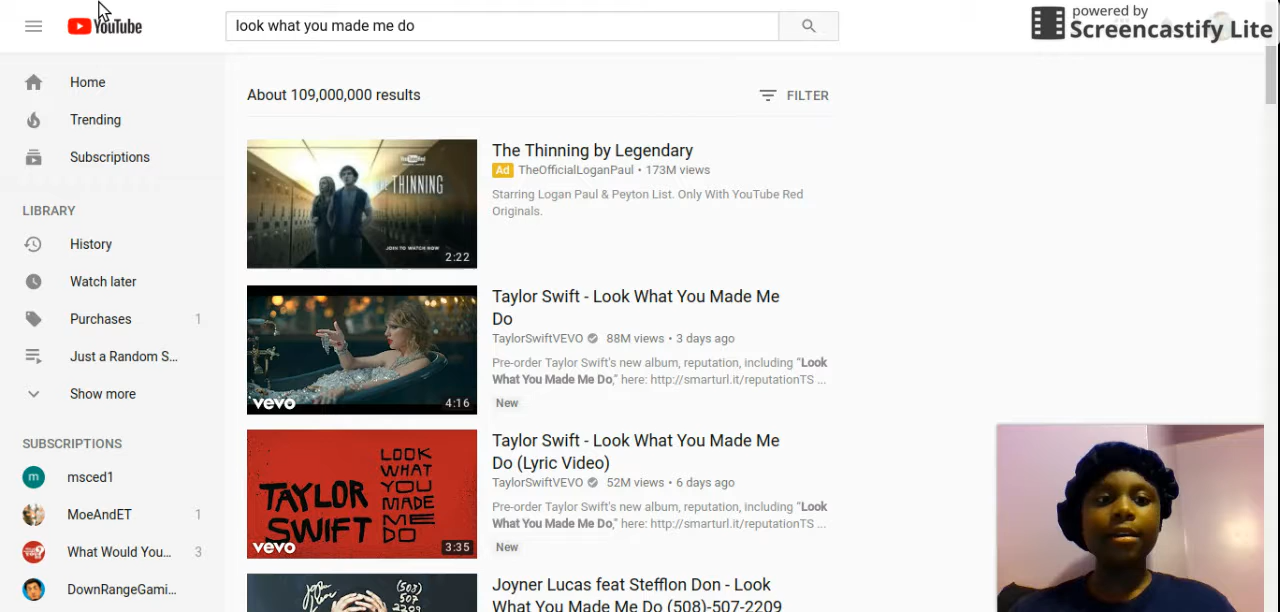 YouTube
look what you made me do
powered by
Screencastify Lite
Home
Trending
Subscriptions
LIBRARY
History
Watch later
Purchases 1
Just a Random S...
Show more
SUBSCRIPTIONS
msced1
MoeAndET 1
What Would You... 3
DownRangeGami...
About 109,000,000 results
FILTER
THE THINNING
JOIN TO WATCH NOW
2:22
The Thinning by Legendary
Ad TheOfficialLoganPaul • 173M views
Starring Logan Paul & Peyton List. Only With YouTube Red
Originals.
vevo
4:16
Taylor Swift - Look What You Made Me
Do
TaylorSwiftVEVO 88M views • 3 days ago
Pre-order Taylor Swift's new album, reputation, including “Look
What You Made Me Do,” here: http://smarturl.it/reputationTS ...
New
TAYLOR
SWIFT
LOOK
WHAT
YOU
MADE
ME
DO
vevo
3:35
Taylor Swift - Look What You Made Me
Do (Lyric Video)
TaylorSwiftVEVO 52M views • 6 days ago
Pre-order Taylor Swift's new album, reputation, including “Look
What You Made Me Do,” here: http://smarturl.it/reputationTS ...
New
(508)
507
2209
Joyner Lucas feat Stefflon Don - Look
What You Made Me Do (508)-507-2209